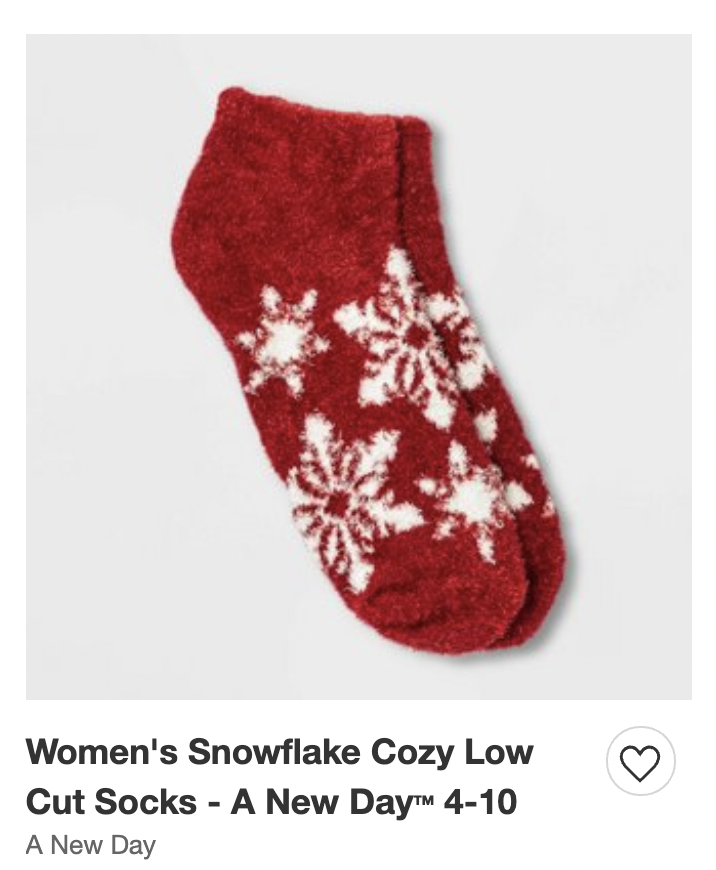 Women's Snowflake Cozy Low
Cut Socks - A New Day™ 4-10
A New Day